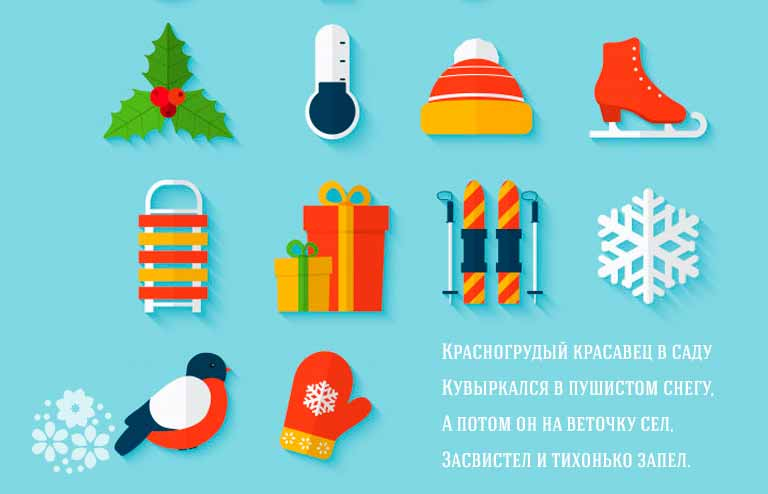 Красногрудый красавец в саду
Кувыркался в пушистом снегу,
А потом он на веточку сел,
Засвистел и тихонько запел.